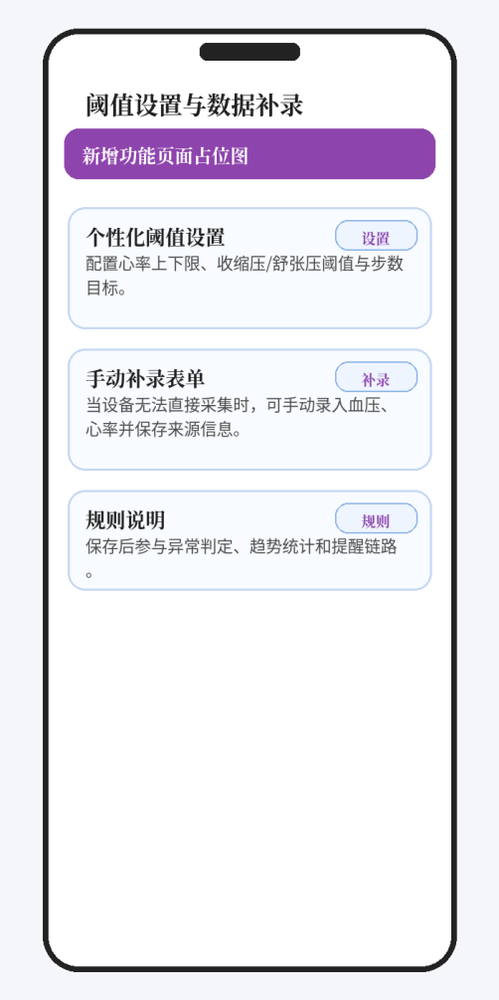 阈值设置与数据补录
新增功能页面占位图
个性化阈值设置
设置
配置心率上下限、收缩压/舒张压阈值与步数
目标。
手动补录表单
补录
当设备无法直接采集时，可手动录入血压、
心率并保存来源信息。
规则说明
规则
保存后参与异常判定、趋势统计和提醒链路
。